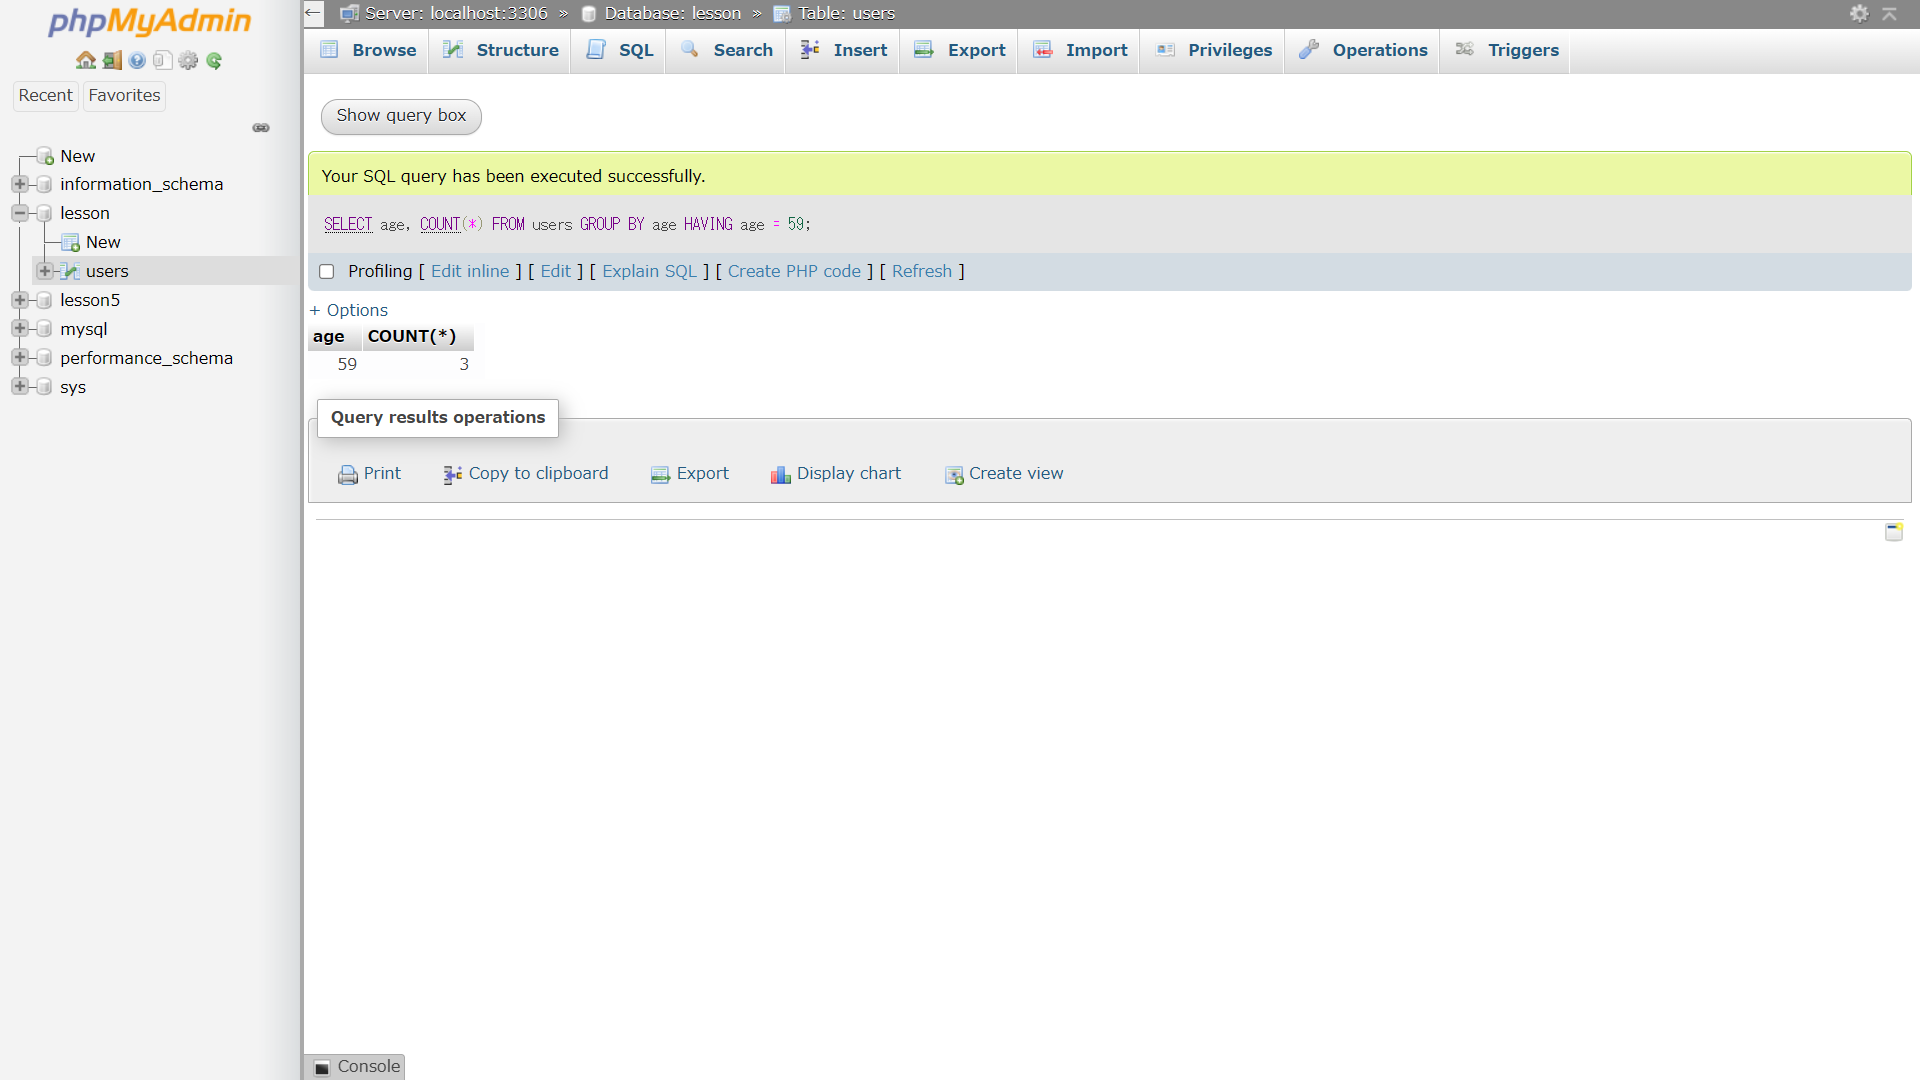 phpMyAdmin
Recent Favorites
New
information_schema
lesson
New
users
lesson5
mysql
performance_schema
sys
Server: localhost:3306 » Database: lesson » Table: users
Browse Structure SQL Search Insert Export Import Privileges Operations Triggers
Show query box
Your SQL query has been executed successfully.
SELECT age, COUNT(*) FROM users GROUP BY age HAVING age = 59;
Profiling [ Edit inline ] [ Edit ] [ Explain SQL ] [ Create PHP code ] [ Refresh ]
+ Options
age COUNT(*)
59 3
Query results operations
Print Copy to clipboard Export Display chart Create view
Console